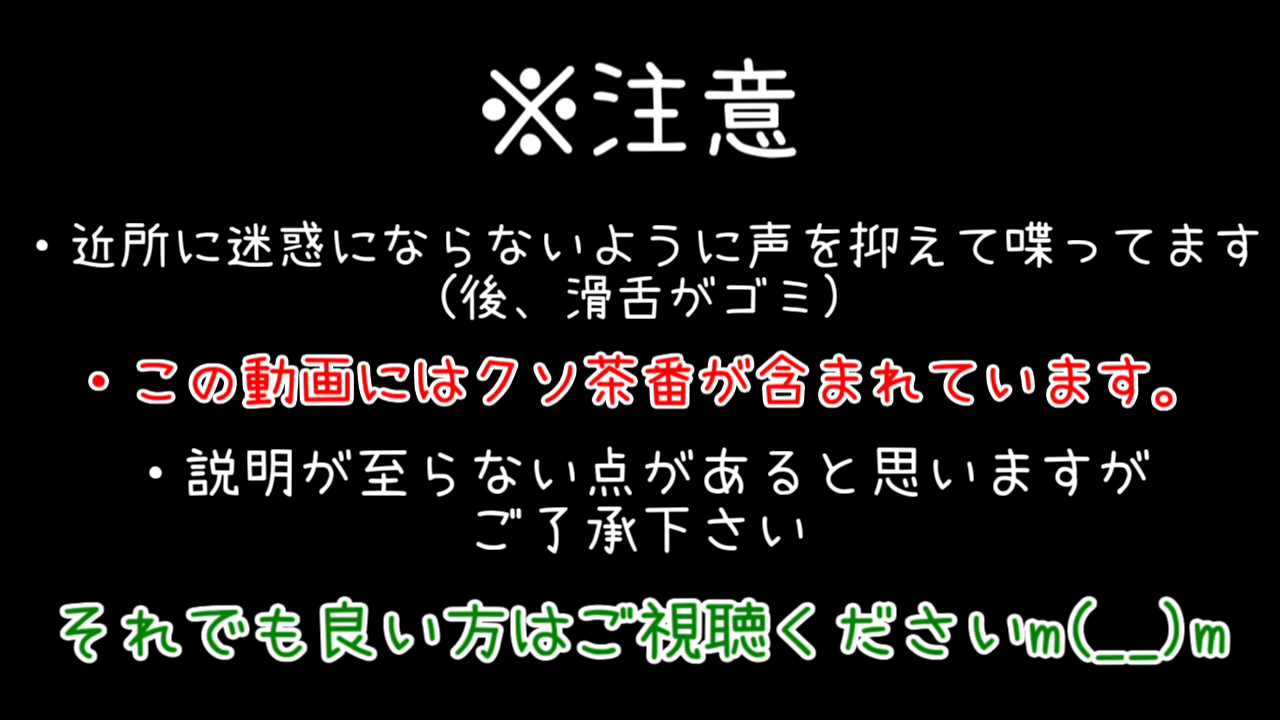 ※注意
・近所に迷惑にならないように声を抑えて喋ってます
(後、滑舌がゴミ)
・この動画にはクソ茶番が含まれています。
・説明が至らない点があると思いますが
ご了承下さい
それでも良い方はご視聴くださいm(__)m